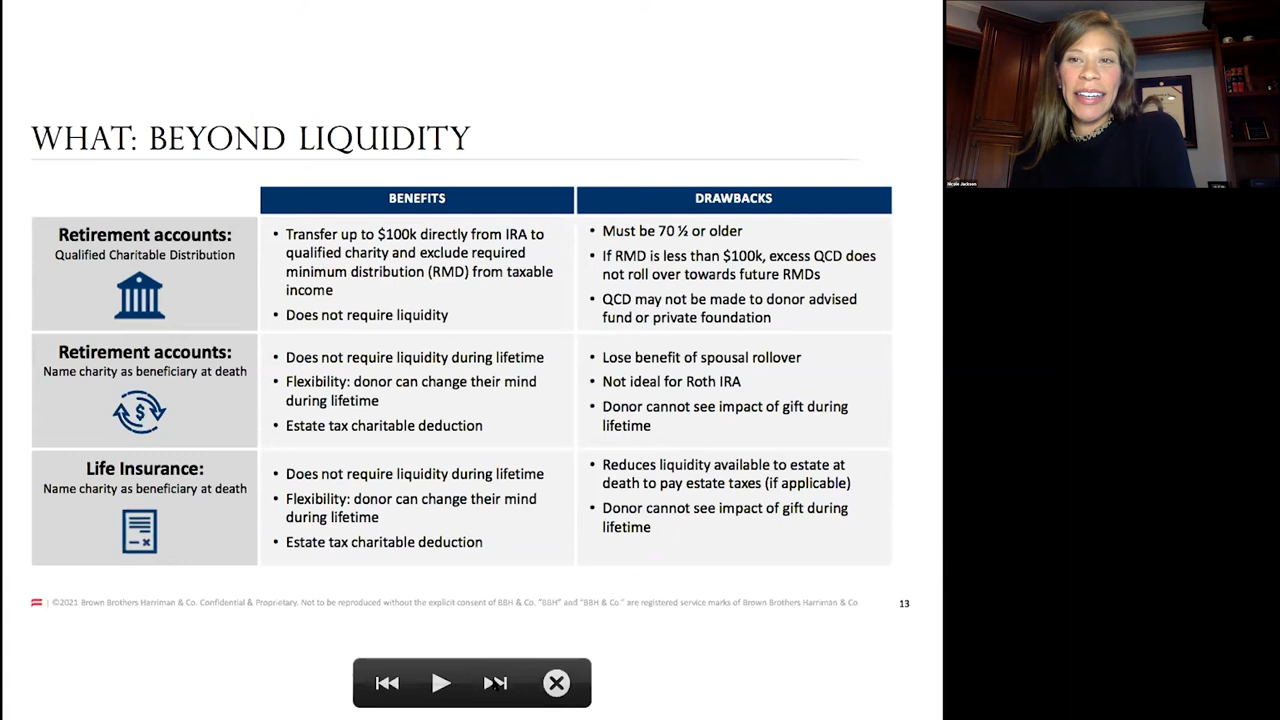 WHAT: BEYOND LIQUIDITY
BENEFITS
DRAWBACKS
Retirement accounts:
Qualified Charitable Distribution
• Transfer up to $100k directly from IRA to
qualified charity and exclude required
minimum distribution (RMD) from taxable
income
• Does not require liquidity
• Must be 70 ½ or older
• If RMD is less than $100k, excess QCD does
not roll over towards future RMDs
• QCD may not be made to donor advised
fund or private foundation
Retirement accounts:
Name charity as beneficiary at death
• Does not require liquidity during lifetime
• Flexibility: donor can change their mind
during lifetime
• Estate tax charitable deduction
• Lose benefit of spousal rollover
• Not ideal for Roth IRA
• Donor cannot see impact of gift during
lifetime
Life Insurance:
Name charity as beneficiary at death
• Does not require liquidity during lifetime
• Flexibility: donor can change their mind
during lifetime
• Estate tax charitable deduction
• Reduces liquidity available to estate at
death to pay estate taxes (if applicable)
• Donor cannot see impact of gift during
lifetime
| ©2021 Brown Brothers Harriman & Co. Confidential & Proprietary. Not to be reproduced without the explicit consent of BBH & Co. "BBH" and "BBH & Co." are registered service marks of Brown Brothers Harriman & Co
13
Nicole Jackson